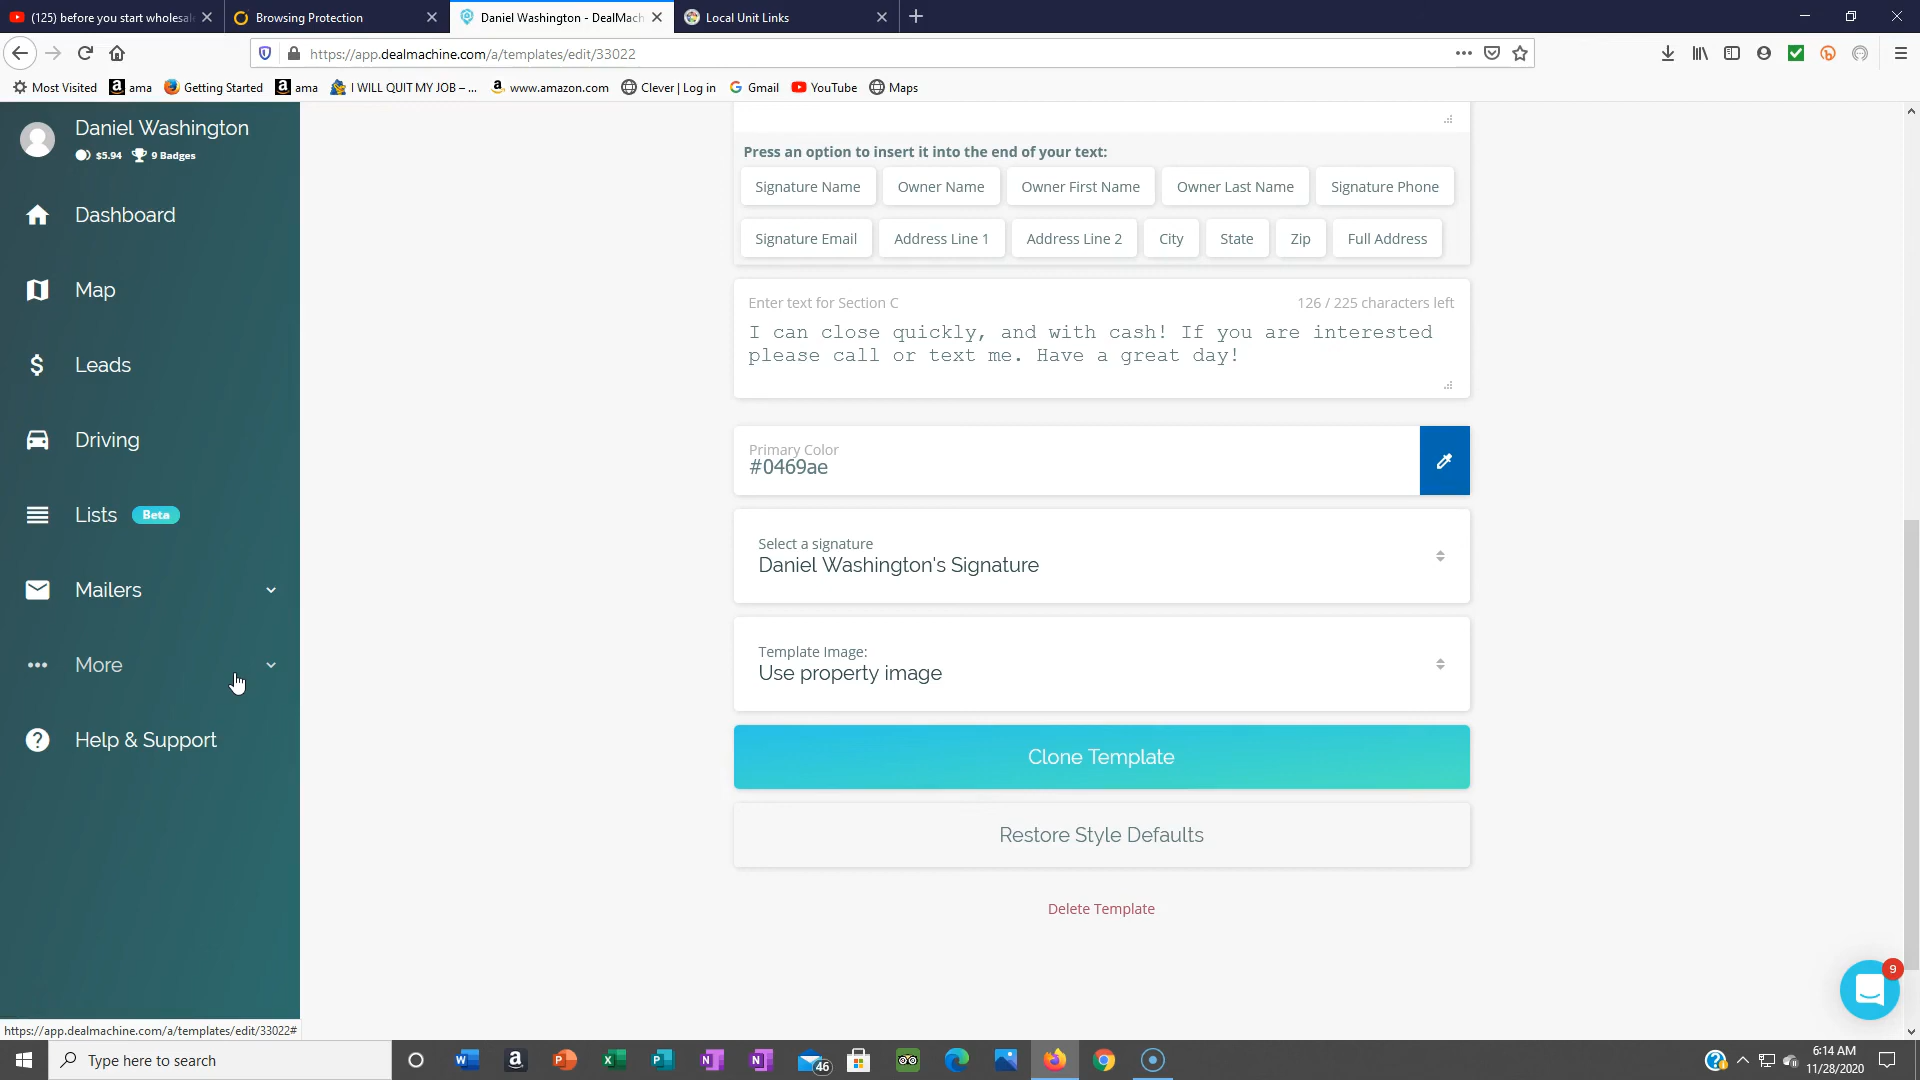 (125) before you start wholesal
Browsing Protection
Daniel Washington - DealMach
Local Unit Links
https://app.dealmachine.com/a/templates/edit/33022
Most Visited
ama
Getting Started
ama
I WILL QUIT MY JOB – ...
www.amazon.com
Clever | Log in
Gmail
YouTube
Maps
Daniel Washington
$5.94 9 Badges
Dashboard
Map
Leads
Driving
Lists Beta
Mailers
More
Help & Support
Press an option to insert it into the end of your text:
Signature Name Owner Name Owner First Name Owner Last Name Signature Phone
Signature Email Address Line 1 Address Line 2 City State Zip Full Address
Enter text for Section C 126 / 225 characters left
I can close quickly, and with cash! If you are interested
please call or text me. Have a great day!
Primary Color
#0469ae
Select a signature
Daniel Washington's Signature
Template Image:
Use property image
Clone Template
Restore Style Defaults
Delete Template
9
https://app.dealmachine.com/a/templates/edit/33022#
Type here to search
46
6:14 AM
11/28/2020